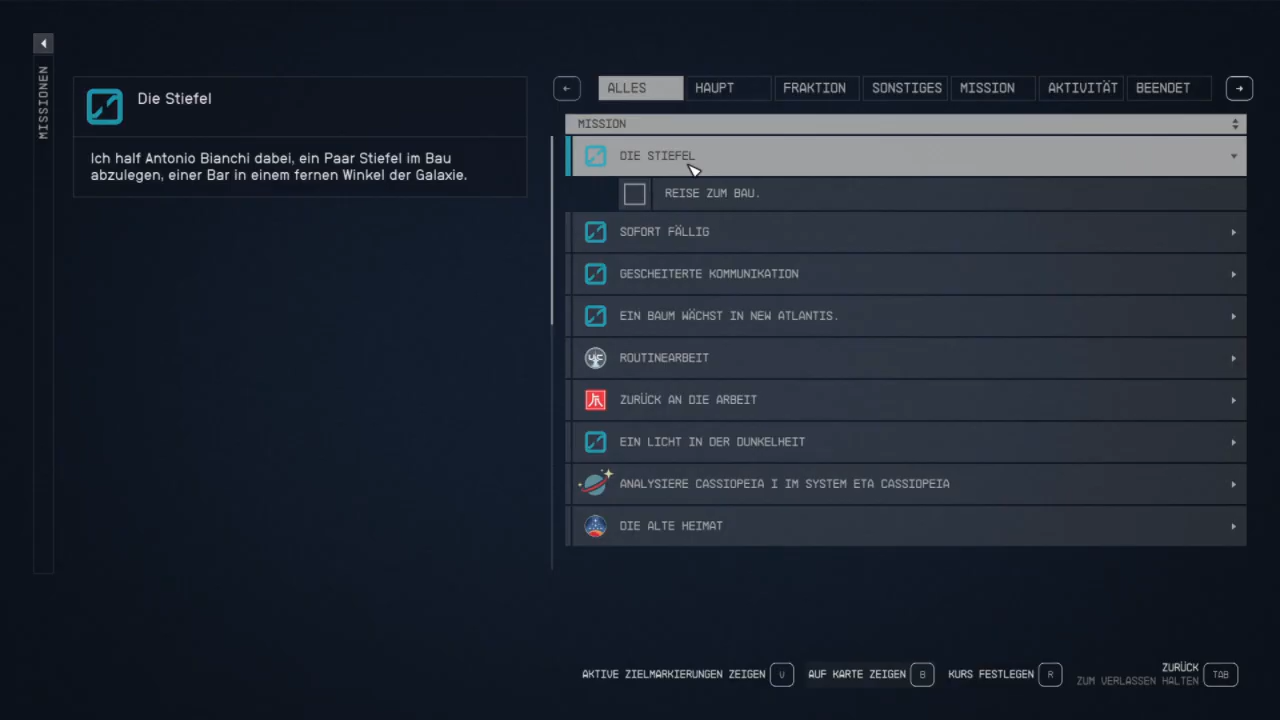 MISSIONEN
Die Stiefel
Ich half Antonio Bianchi dabei, ein Paar Stiefel im Bau
abzulegen, einer Bar in einem fernen Winkel der Galaxie.
ALLES HAUPT FRAKTION SONSTIGES MISSION AKTIVITÄT BEENDET
MISSION
DIE STIEFEL
REISE ZUM BAU.
SOFORT FÄLLIG
GESCHEITERTE KOMMUNIKATION
EIN BAUM WÄCHST IN NEW ATLANTIS.
UC
ROUTINEARBEIT
ZURÜCK AN DIE ARBEIT
EIN LICHT IN DER DUNKELHEIT
ANALYSIERE CASSIOPEIA I IM SYSTEM ETA CASSIOPEIA
DIE ALTE HEIMAT
AKTIVE ZIELMARKIERUNGEN ZEIGEN U AUF KARTE ZEIGEN B KURS FESTLEGEN R ZURÜCK
ZUM VERLASSEN HALTEN TAB